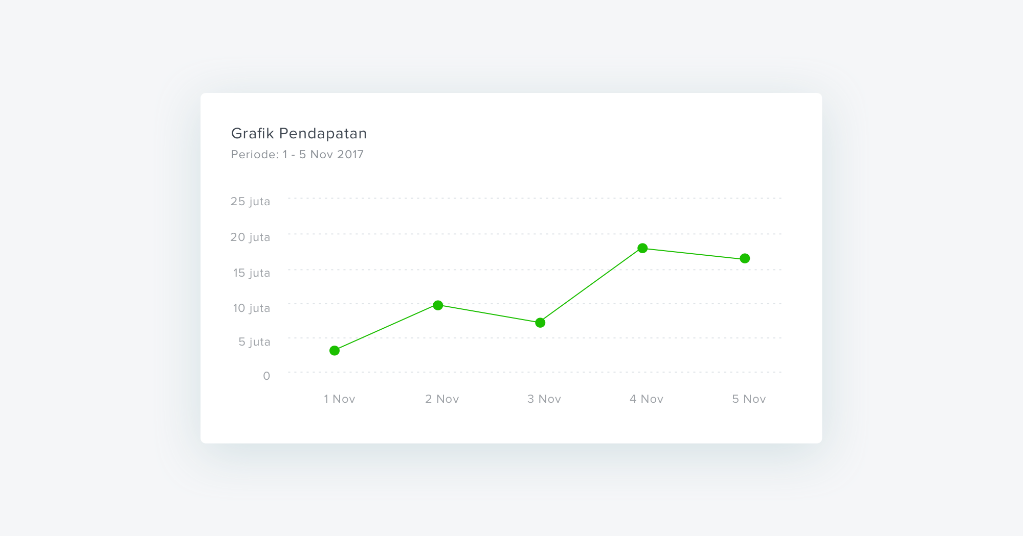 Grafik Pendapatan
Periode: 1 - 5 Nov 2017
25 juta
20 juta
15 juta
10 juta
5 juta
0
1 Nov
2 Nov
3 Nov
4 Nov
5 Nov